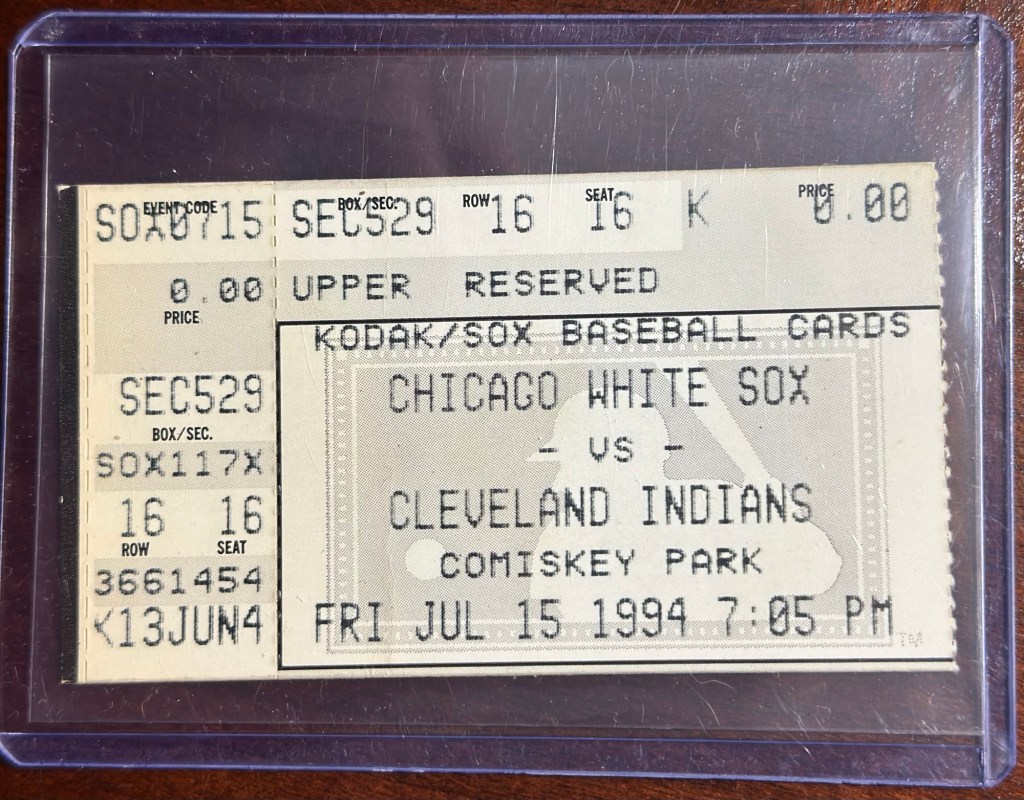 EVENT CODE BOX/SEC. ROW SEAT PRICE
SOX0715 SEC529 16 16 K 0.00
0.00 UPPER RESERVED
PRICE
KODAK/SOX BASEBALL CARDS
SEC529 CHICAGO WHITE SOX
BOX/SEC.
- VS -
SOX117X
16 16 CLEVELAND INDIANS
ROW SEAT
COMISKEY PARK
3661454
K13JUN4 FRI JUL 15 1994 7:05 PM
TM